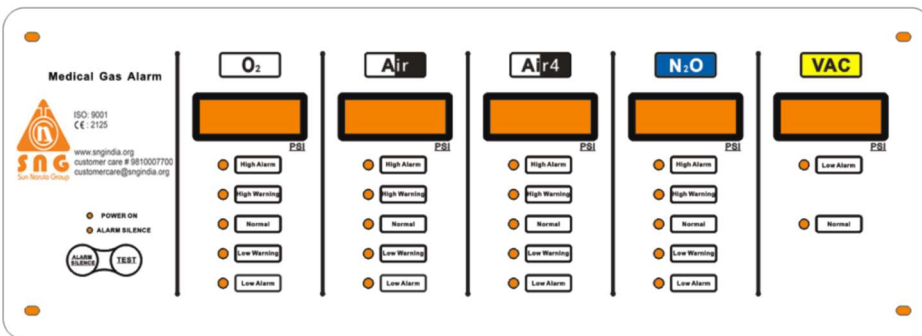 Medical Gas Alarm
ISO: 9001
CE : 2125
www.sngindia.org
customer care # 9810007700
customercare@sngindia.org
SNG
Sun Narula Group
POWER ON
ALARM SILENCE
ALARM SILENCE
TEST
O₂
PSI
High Alarm
High Warning
Normal
Low Warning
Low Alarm
Air
PSI
High Alarm
High Warning
Normal
Low Warning
Low Alarm
Air4
PSI
High Alarm
High Warning
Normal
Low Warning
Low Alarm
N₂O
PSI
High Alarm
High Warning
Normal
Low Warning
Low Alarm
VAC
PSI
Low Alarm
Normal